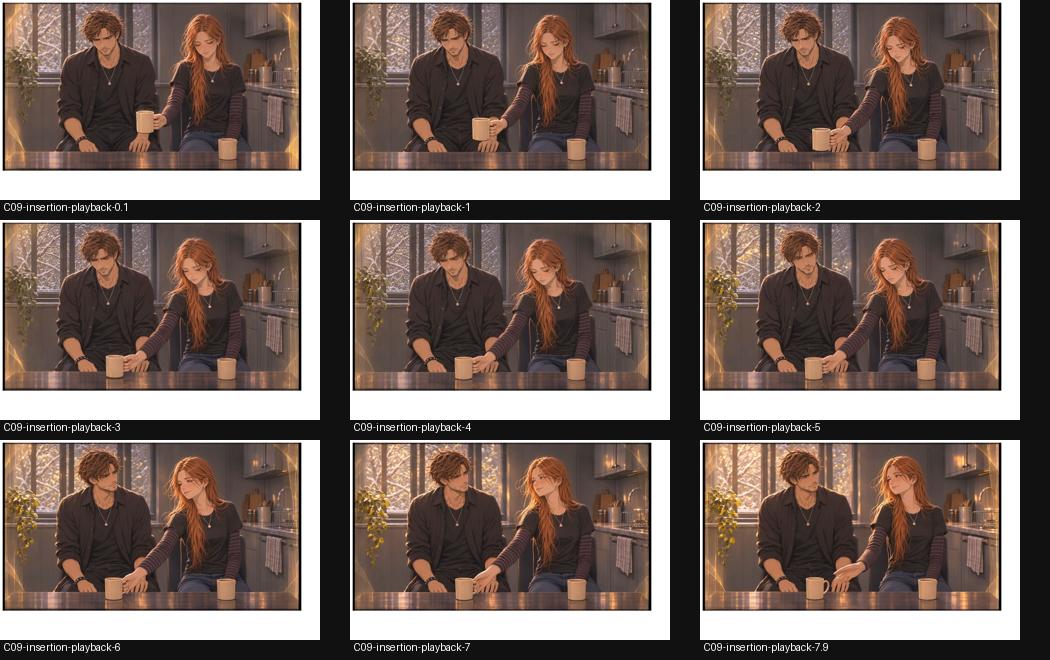 C09-insertion-playback-0.1
C09-insertion-playback-1
C09-insertion-playback-2
C09-insertion-playback-3
C09-insertion-playback-4
C09-insertion-playback-5
C09-insertion-playback-6
C09-insertion-playback-7
C09-insertion-playback-7.9